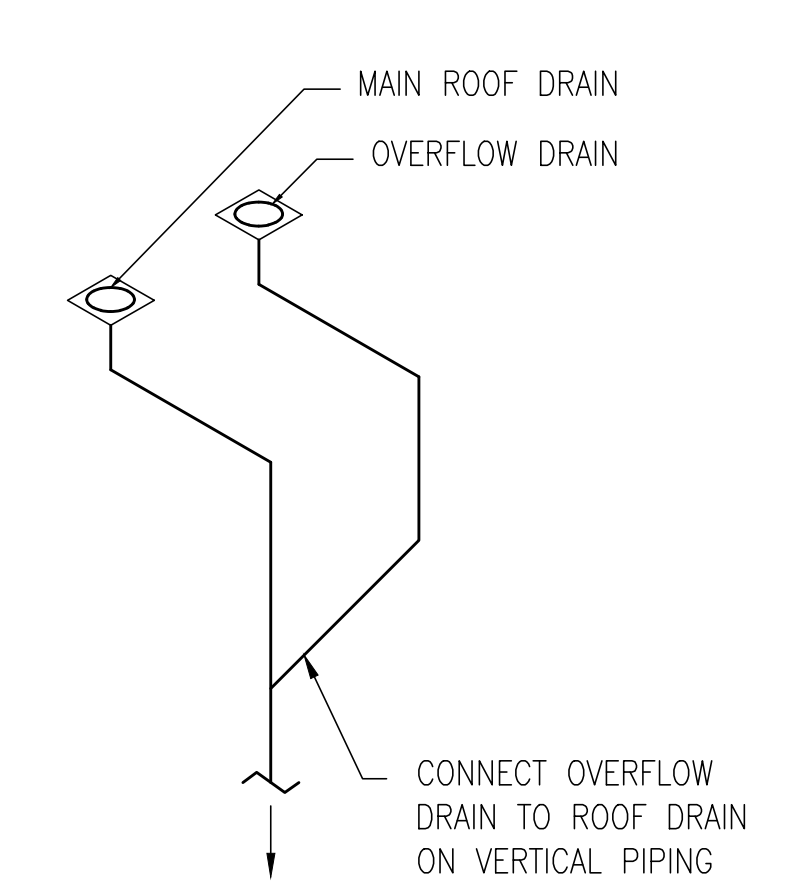 MAIN ROOF DRAIN
OVERFLOW DRAIN
CONNECT OVERFLOW
DRAIN TO ROOF DRAIN
ON VERTICAL PIPING